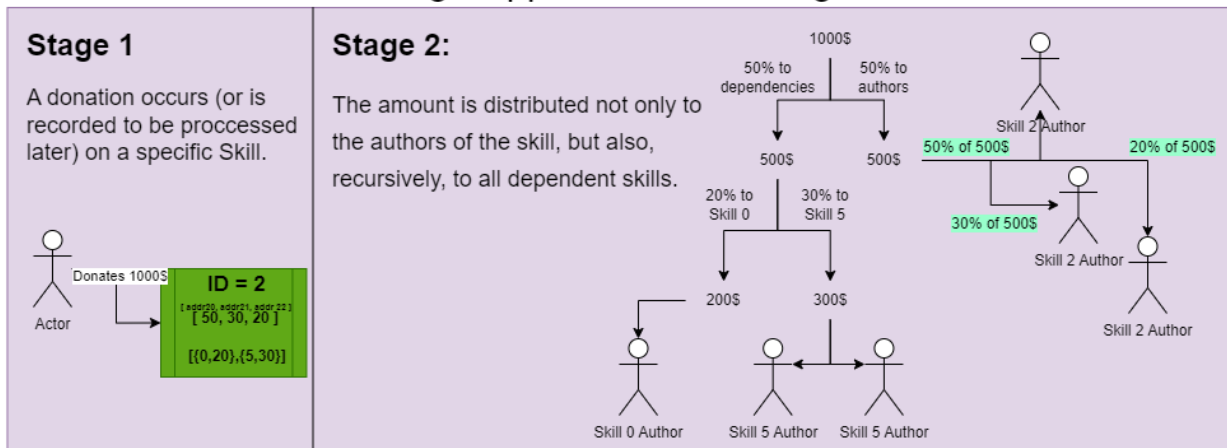 Stage 1
A donation occurs (or is
recorded to be proccessed
later) on a specific Skill.
Donates 1000$
Actor
ID = 2
[ addr20, addr21, addr 22 ]
[ 50, 30, 20 ]
[{0,20},{5,30}]
Stage 2:
The amount is distributed not only to
the authors of the skill, but also,
recursively, to all dependent skills.
1000$
50% to
dependencies
50% to
authors
500$
500$
20% to
Skill 0
30% to
Skill 5
200$
300$
Skill 0 Author
Skill 5 Author
Skill 5 Author
50% of 500$
Skill 2 Author
20% of 500$
30% of 500$
Skill 2 Author
Skill 2 Author